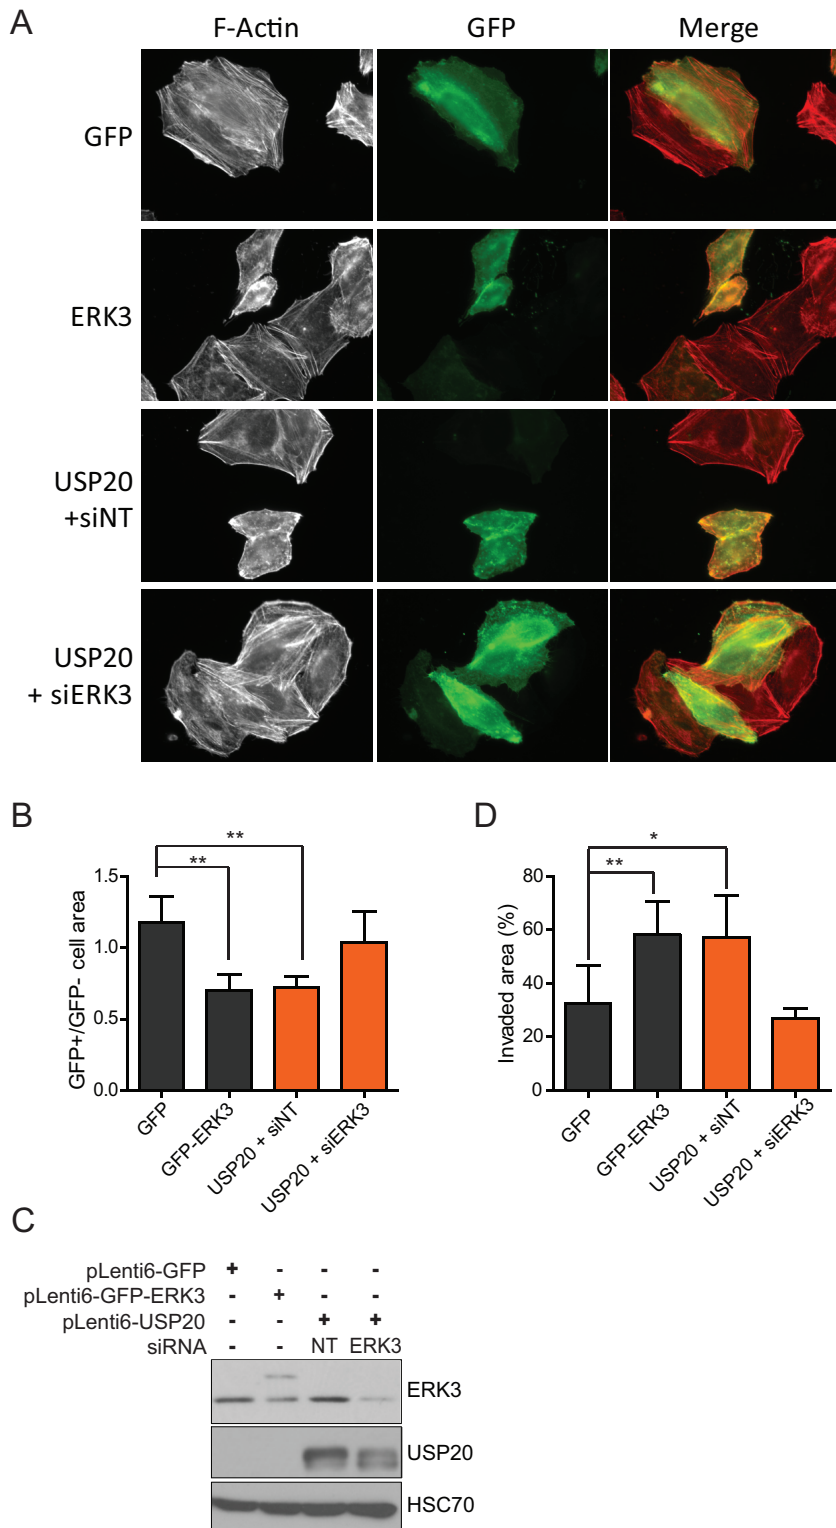 A
F-Actin GFP Merge
GFP
ERK3
USP20
+siNT
USP20
+ siERK3
B
** 
**
GFP+/GFP- cell area
1.5
1.0
0.5
0.0
GFP
GFP-ERK3
USP20 + siNT
USP20 + siERK3
D
*
**
Invaded area (%)
80
60
40
20
0
GFP
GFP-ERK3
USP20 + siNT
USP20 + siERK3
C
pLenti6-GFP + - - -
pLenti6-GFP-ERK3 - + - -
pLenti6-USP20 - - + +
siRNA - - NT ERK3
ERK3
USP20
HSC70